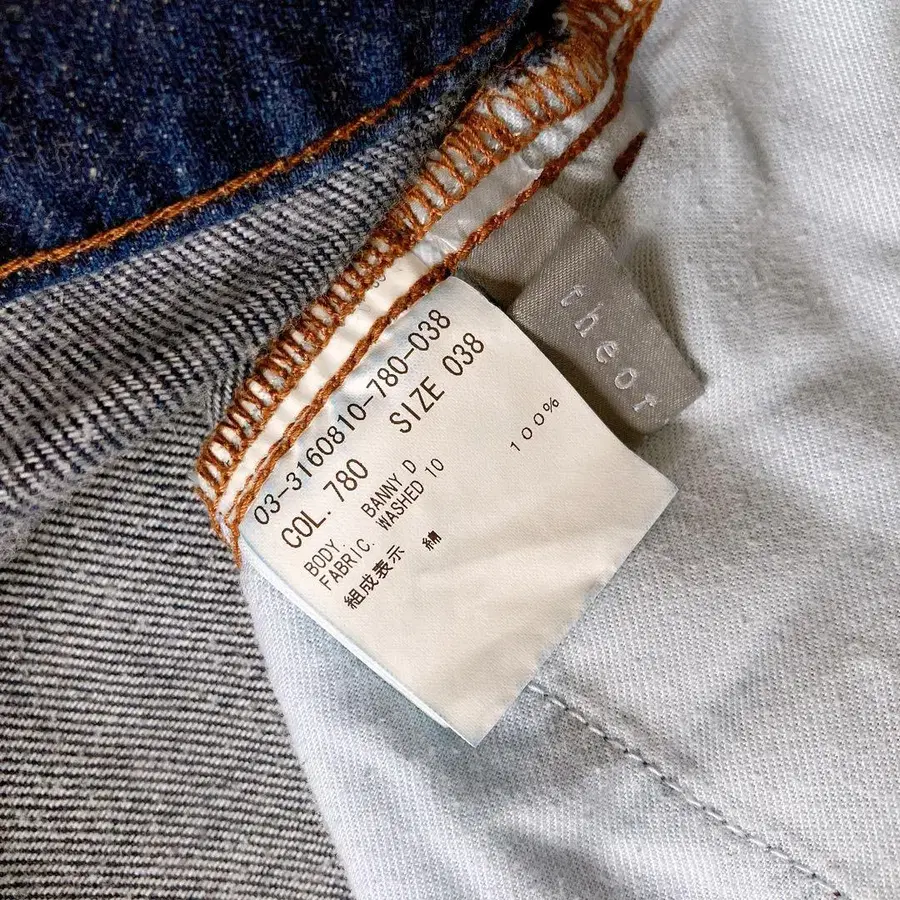 03-3160810-780-038
COL. 780 SIZE 038
BODY. BANNY D
FABRIC. WASHED 10
組成表示 綿 100%
theor